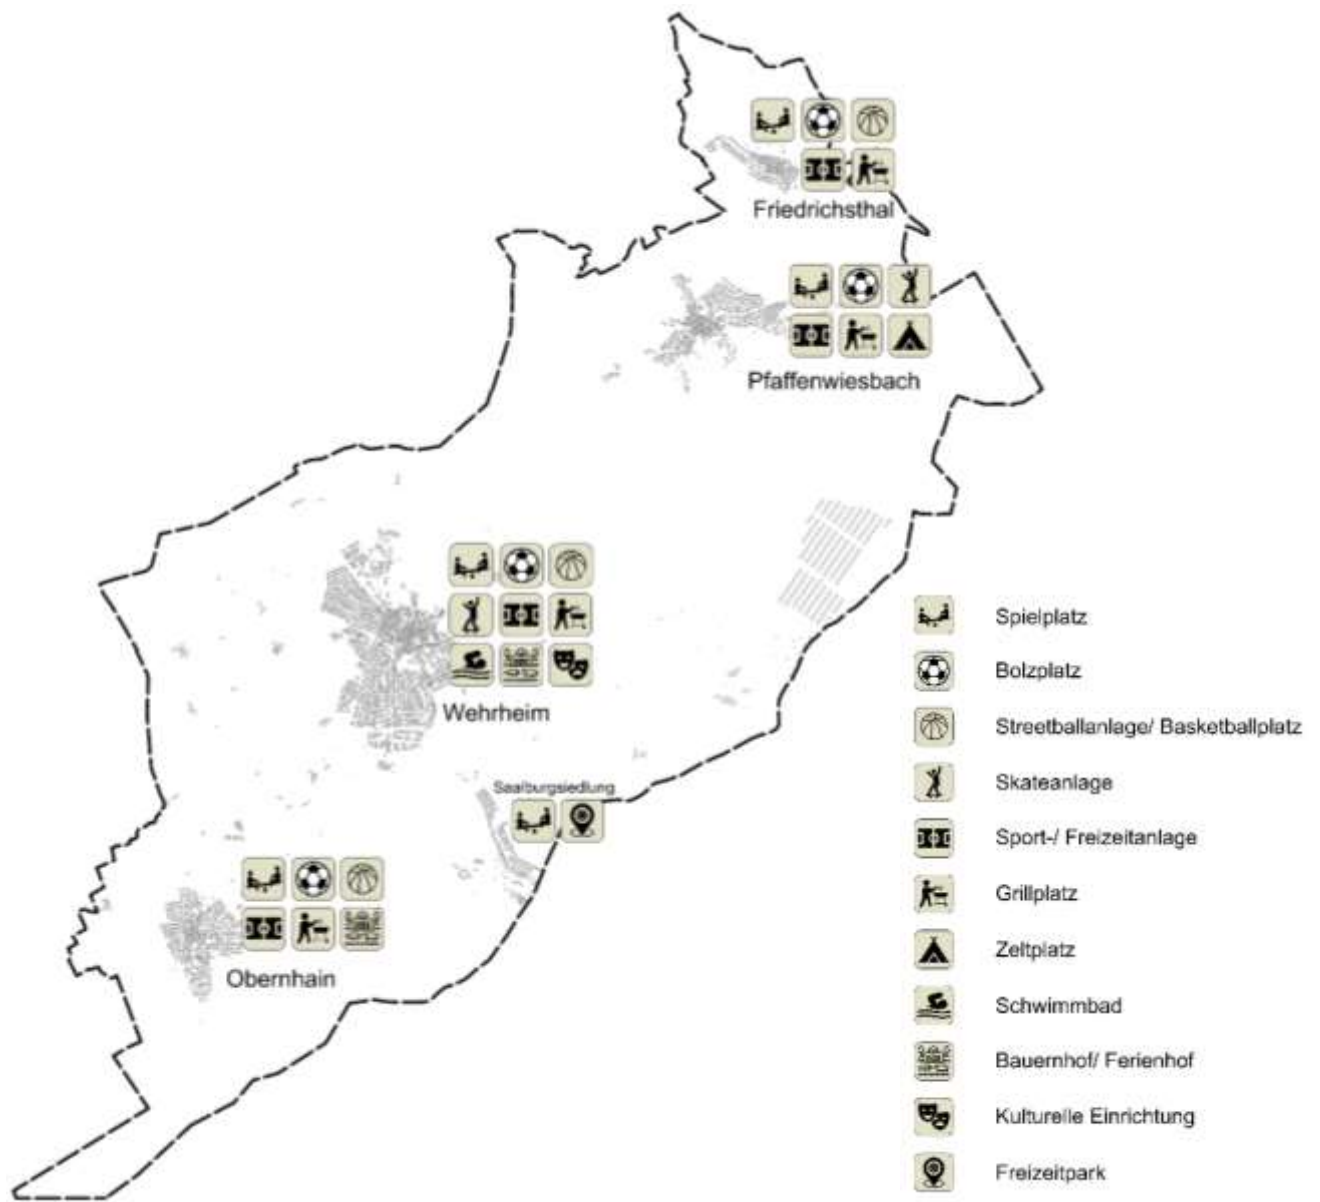 Friedrichsthal
Pfaffenwiesbach
Wehrheim
Saalburgsiedlung
Obernhain
Spielplatz
Bolzplatz
Streetballanlage/ Basketballplatz
Skateanlage
Sport-/ Freizeitanlage
Grillplatz
Zeltplatz
Schwimmbad
Bauernhof/ Ferienhof
Kulturelle Einrichtung
Freizeitpark